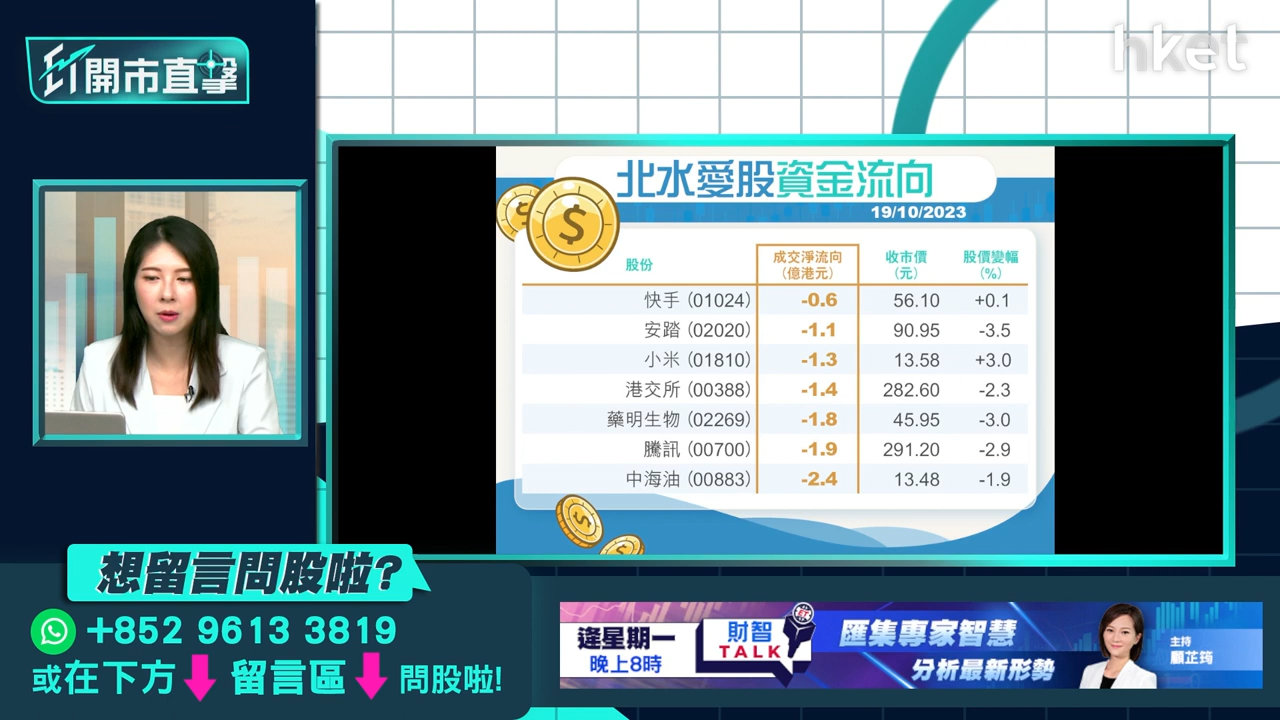 ET開市直擊
hket
北水愛股資金流向
19/10/2023
股份 成交淨流向 (億港元) 收市價 (元) 股價變幅 (%)
快手 (01024) -0.6 56.10 +0.1
安踏 (02020) -1.1 90.95 -3.5
小米 (01810) -1.3 13.58 +3.0
港交所 (00388) -1.4 282.60 -2.3
藥明生物 (02269) -1.8 45.95 -3.0
騰訊 (00700) -1.9 291.20 -2.9
中海油 (00883) -2.4 13.48 -1.9
想留言問股啦?
+852 9613 3819
或在下方 留言區 問股啦!
逢星期一
晚上8時
財智
TALK
匯集專家智慧
分析最新形勢
主持
顧芷筠